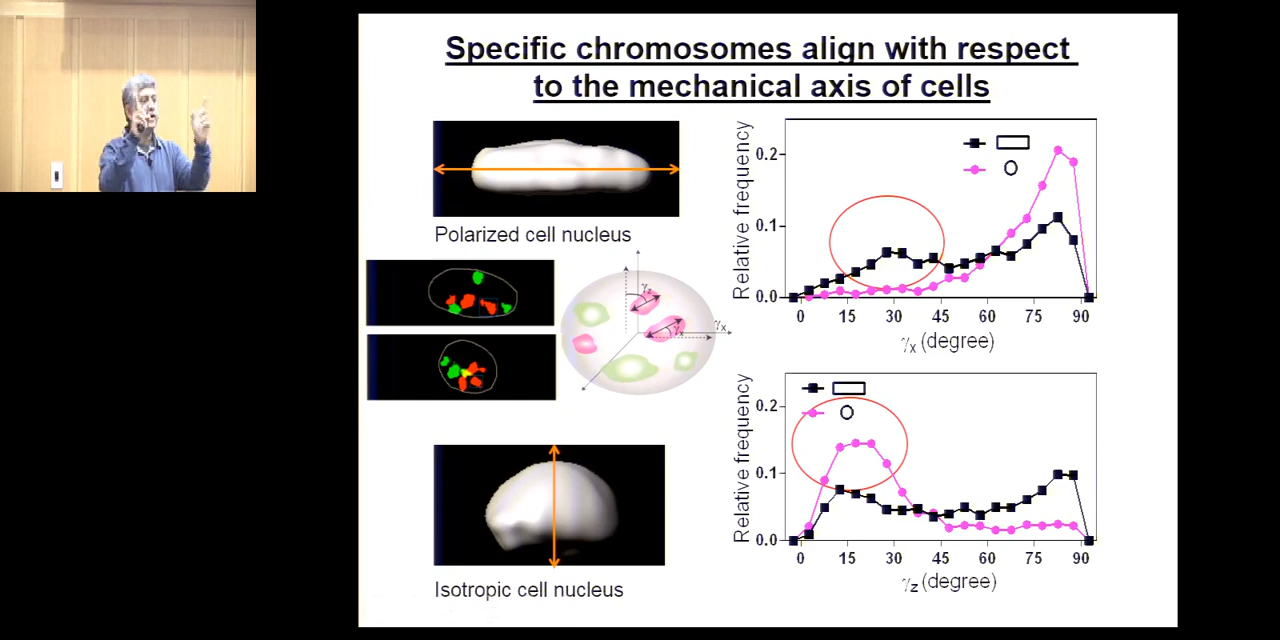 Specific chromosomes align with respect
to the mechanical axis of cells
Polarized cell nucleus
γz
γx
γx
Isotropic cell nucleus
Relative frequency
0.2
0.1
0.0
0 15 30 45 60 75 90
γx (degree)
Relative frequency
0.2
0.1
0.0
0 15 30 45 60 75 90
γz (degree)